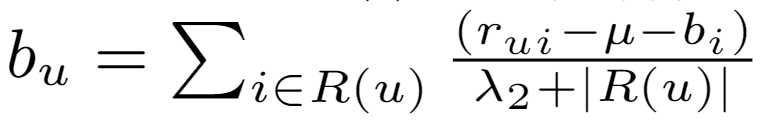 b_u = \sum_{i \in R(u)} \frac{(r_{ui} - \mu - b_i)}{\lambda_2 + |R(u)|}